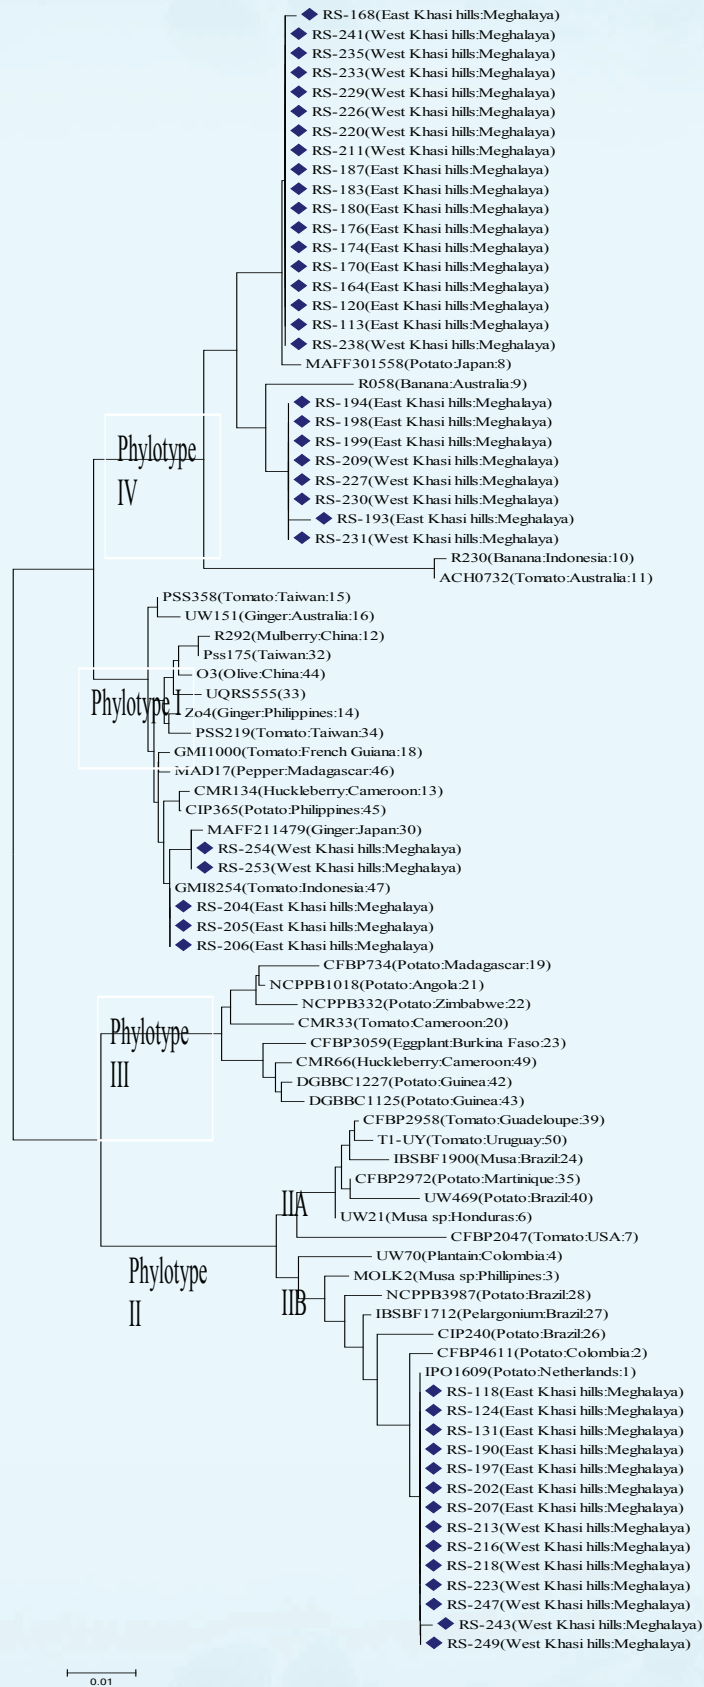 RS-168(East Khasi hills:Meghalaya)
RS-241(West Khasi hills:Meghalaya)
RS-235(West Khasi hills:Meghalaya)
RS-233(West Khasi hills:Meghalaya)
RS-229(West Khasi hills:Meghalaya)
RS-226(West Khasi hills:Meghalaya)
RS-220(West Khasi hills:Meghalaya)
RS-211(West Khasi hills:Meghalaya)
RS-187(East Khasi hills:Meghalaya)
RS-183(East Khasi hills:Meghalaya)
RS-180(East Khasi hills:Meghalaya)
RS-176(East Khasi hills:Meghalaya)
RS-174(East Khasi hills:Meghalaya)
RS-170(East Khasi hills:Meghalaya)
RS-164(East Khasi hills:Meghalaya)
RS-120(East Khasi hills:Meghalaya)
RS-113(East Khasi hills:Meghalaya)
RS-238(West Khasi hills:Meghalaya)
MAFF301558(Potato:Japan:8)
R058(Banana:Australia:9)
RS-194(East Khasi hills:Meghalaya)
RS-198(East Khasi hills:Meghalaya)
RS-199(East Khasi hills:Meghalaya)
Phylotype
IV
RS-209(West Khasi hills:Meghalaya)
RS-227(West Khasi hills:Meghalaya)
RS-230(West Khasi hills:Meghalaya)
RS-193(East Khasi hills:Meghalaya)
RS-231(West Khasi hills:Meghalaya)
R230(Banana:Indonesia:10)
ACH0732(Tomato:Australia:11)
PSS358(Tomato:Taiwan:15)
UW151(Ginger:Australia:16)
R292(Mulberry:China:12)
Pss175(Taiwan:32)
O3(Olive:China:44)
UQRS555(33)
Phylotype I
Zo4(Ginger:Philippines:14)
PSS219(Tomato:Taiwan:34)
GMI1000(Tomato:French Guiana:18)
MAD17(Pepper:Madagascar:46)
CMR134(Huckleberry:Cameroon:13)
CIP365(Potato:Philippines:45)
MAFF211479(Ginger:Japan:30)
RS-254(West Khasi hills:Meghalaya)
RS-253(West Khasi hills:Meghalaya)
GMI8254(Tomato:Indonesia:47)
RS-204(East Khasi hills:Meghalaya)
RS-205(East Khasi hills:Meghalaya)
RS-206(East Khasi hills:Meghalaya)
CFBP734(Potato:Madagascar:19)
NCPPB1018(Potato:Angola:21)
NCPPB332(Potato:Zimbabwe:22)
CMR33(Tomato:Cameroon:20)
Phylotype
III
CFBP3059(Eggplant:Burkina Faso:23)
CMR66(Huckleberry:Cameroon:49)
DGBBC1227(Potato:Guinea:42)
DGBBC1125(Potato:Guinea:43)
CFBP2958(Tomato:Guadeloupe:39)
T1-UY(Tomato:Uruguay:50)
IBSBF1900(Musa:Brazil:24)
CFBP2972(Potato:Martinique:35)
UW469(Potato:Brazil:40)
IIA
UW21(Musa sp:Honduras:6)
CFBP2047(Tomato:USA:7)
UW70(Plantain:Colombia:4)
Phylotype
II
MOLK2(Musa sp:Phillipines:3)
NCPPB3987(Potato:Brazil:28)
IIB
IBSBF1712(Pelargonium:Brazil:27)
CIP240(Potato:Brazil:26)
CFBP4611(Potato:Colombia:2)
IPO1609(Potato:Netherlands:1)
RS-118(East Khasi hills:Meghalaya)
RS-124(East Khasi hills:Meghalaya)
RS-131(East Khasi hills:Meghalaya)
RS-190(East Khasi hills:Meghalaya)
RS-197(East Khasi hills:Meghalaya)
RS-202(East Khasi hills:Meghalaya)
RS-207(East Khasi hills:Meghalaya)
RS-213(West Khasi hills:Meghalaya)
RS-216(West Khasi hills:Meghalaya)
RS-218(West Khasi hills:Meghalaya)
RS-223(West Khasi hills:Meghalaya)
RS-247(West Khasi hills:Meghalaya)
RS-243(West Khasi hills:Meghalaya)
RS-249(West Khasi hills:Meghalaya)
0.01